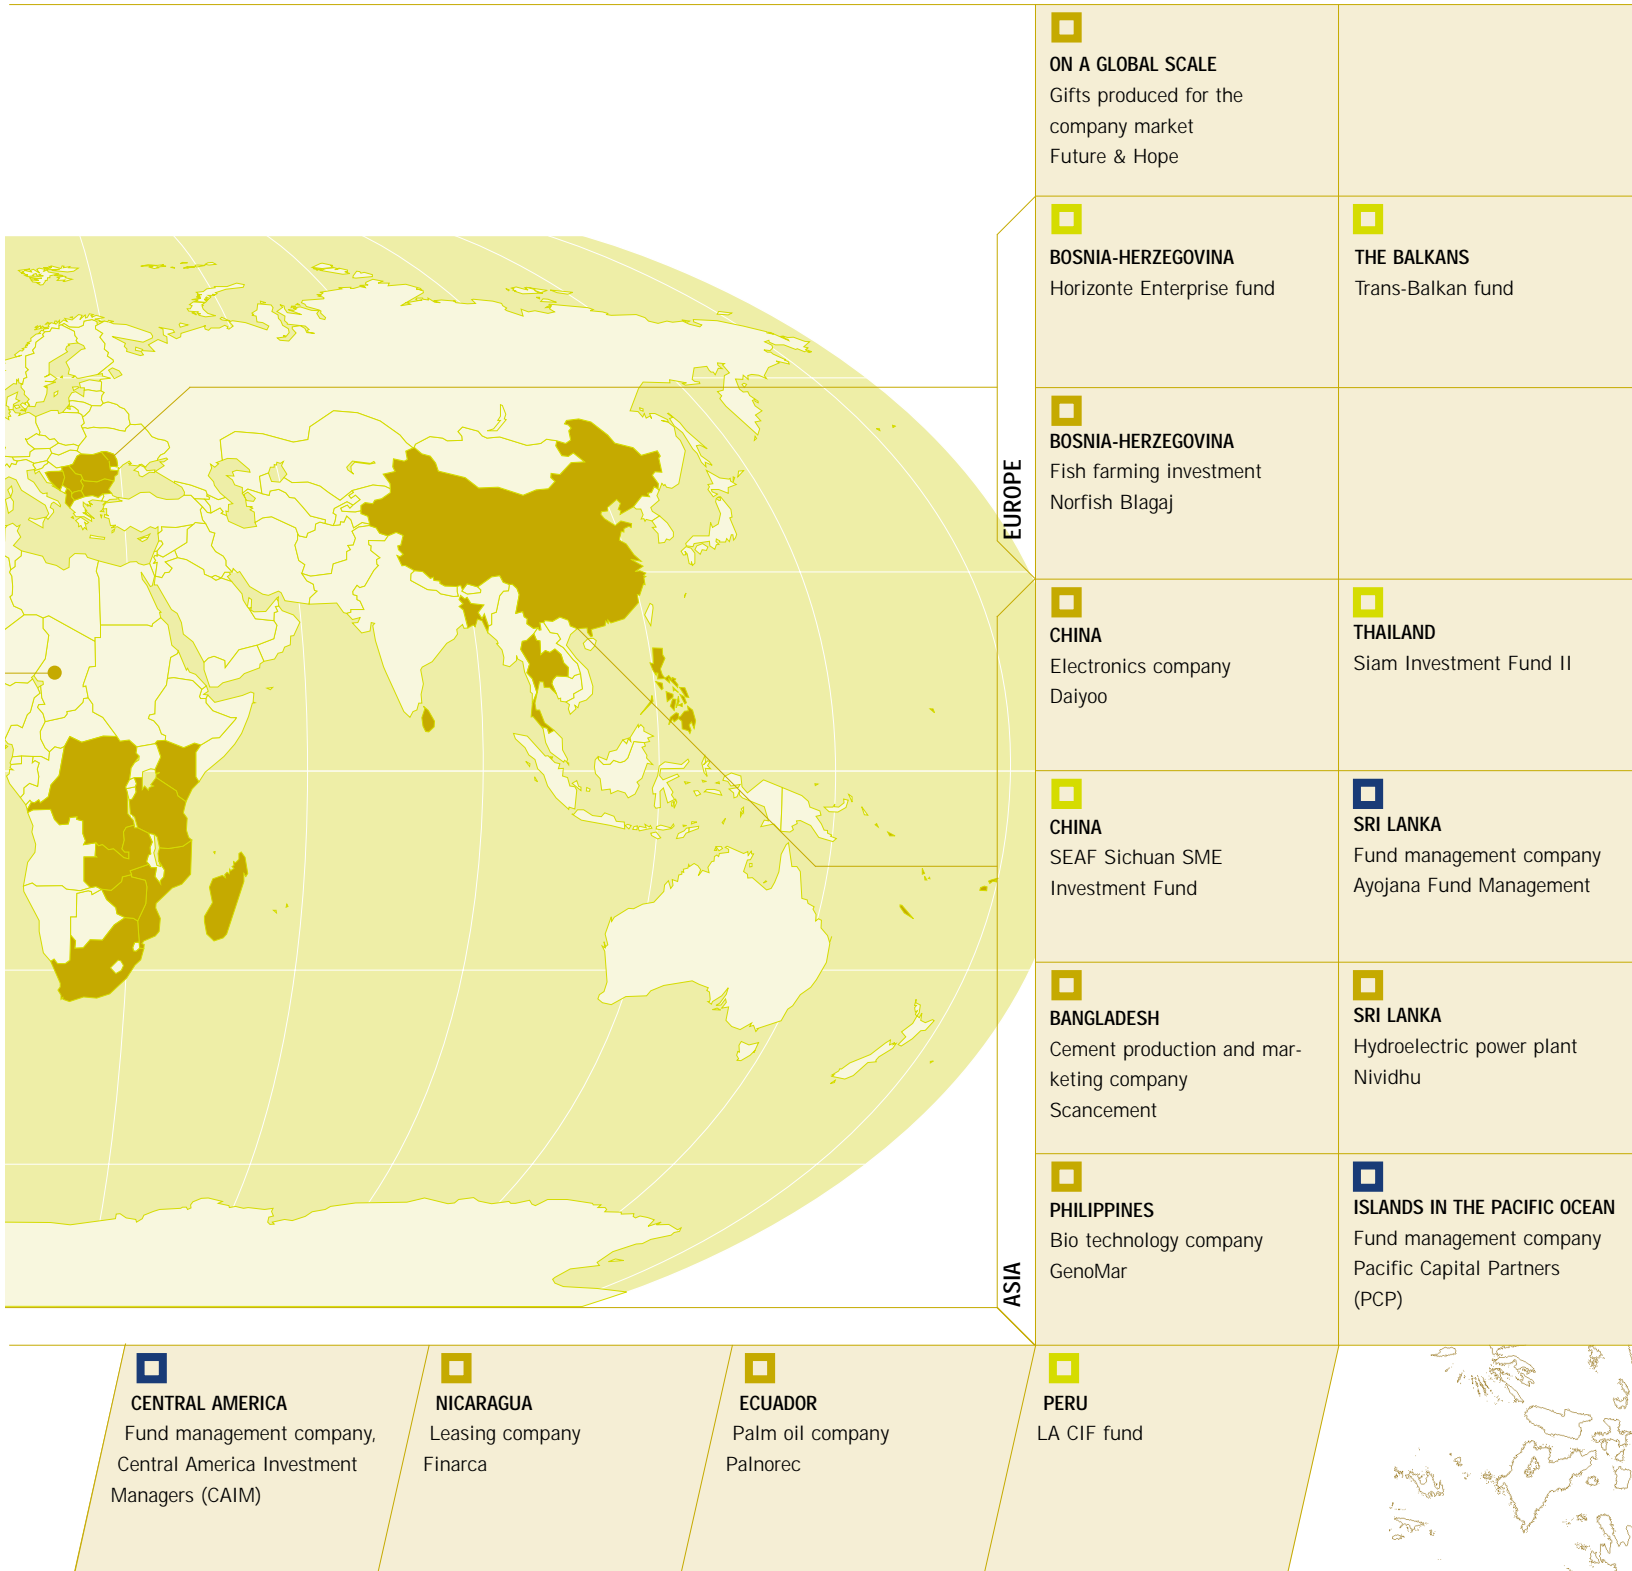 ON A GLOBAL SCALE
Gifts produced for the
company market
Future & Hope
EUROPE
BOSNIA-HERZEGOVINA
Horizonte Enterprise fund
THE BALKANS
Trans-Balkan fund
BOSNIA-HERZEGOVINA
Fish farming investment
Norfish Blagaj
ASIA
CHINA
Electronics company
Daiyoo
THAILAND
Siam Investment Fund II
CHINA
SEAF Sichuan SME
Investment Fund
SRI LANKA
Fund management company
Ayojana Fund Management
BANGLADESH
Cement production and mar-
keting company
Scancement
SRI LANKA
Hydroelectric power plant
Nividhu
PHILIPPINES
Bio technology company
GenoMar
ISLANDS IN THE PACIFIC OCEAN
Fund management company
Pacific Capital Partners
(PCP)
CENTRAL AMERICA
Fund management company,
Central America Investment
Managers (CAIM)
NICARAGUA
Leasing company
Finarca
ECUADOR
Palm oil company
Palnorec
PERU
LA CIF fund